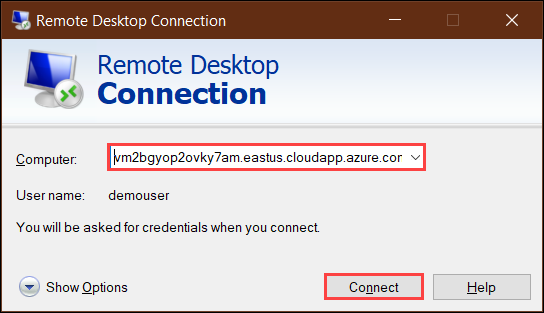 Remote Desktop Connection
Remote Desktop
Connection
Computer: vm2bgyop2ovky7am.eastus.cloudapp.azure.cor
User name: demouser
You will be asked for credentials when you connect.
Show Options Connect Help